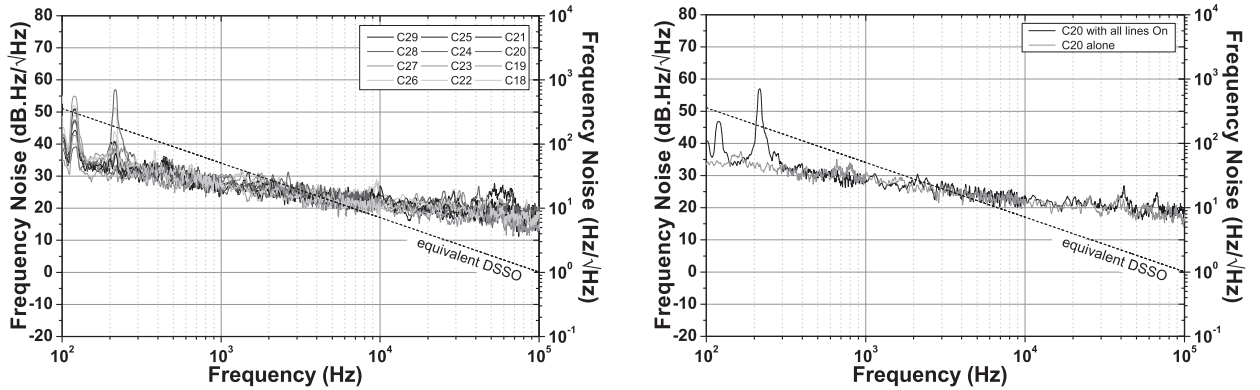 80
70
60
50
40
30
20
10
0
-10
-20
Frequency Noise (dB.Hz/√Hz)
10^4
10^3
10^2
10^1
10^0
10^-1
Frequency Noise (Hz/√Hz)
C29 C25 C21
C28 C24 C20
C27 C23 C19
C26 C22 C18
equivalent DSSO
10^2 10^3 10^4 10^5
Frequency (Hz)
80
70
60
50
40
30
20
10
0
-10
-20
Frequency Noise (dB.Hz/√Hz)
10^4
10^3
10^2
10^1
10^0
10^-1
Frequency Noise (Hz/√Hz)
C20 with all lines On
C20 alone
equivalent DSSO
10^2 10^3 10^4 10^5
Frequency (Hz)